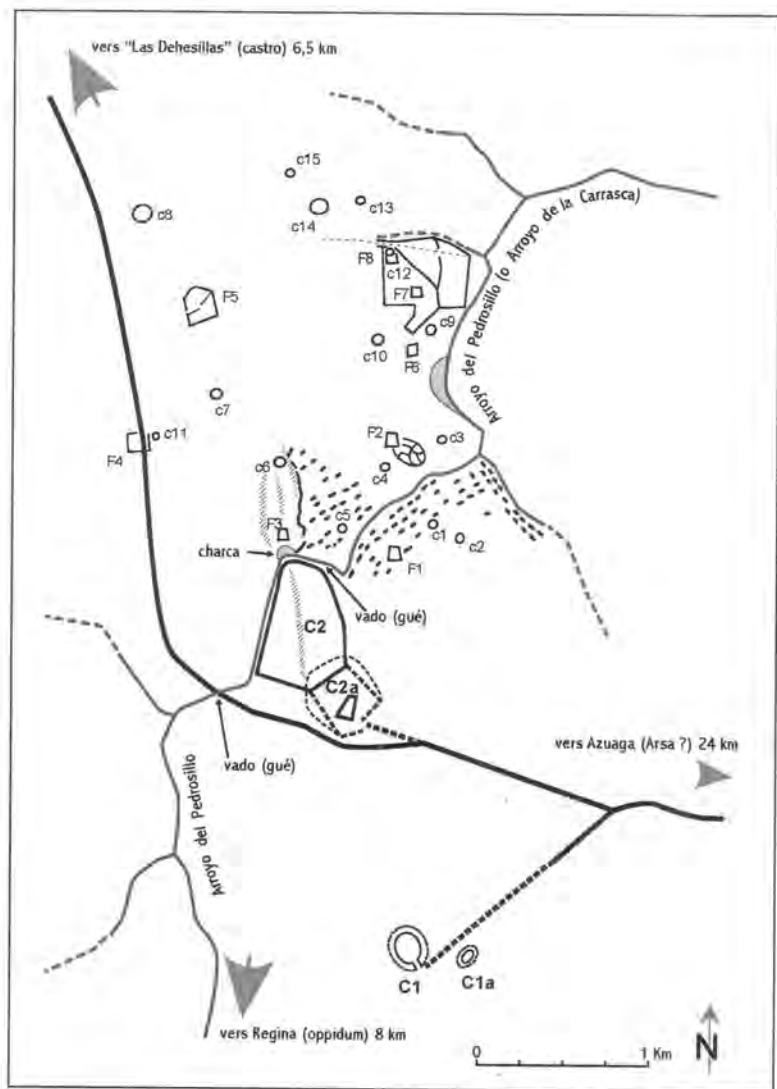 vers "Las Dehesillas" (castro) 6,5 km
c15
c8
c14
c13
Arroyo del Pedrosillo (o Arroyo de la Carrasca)
F8
c12
F7
F5
c9
c10
F6
c7
F4
c11
F2
c3
c6
c4
F3
c5
c1
c2
charca
F1
vado (gué)
C2
C2a
vado (gué)
vers Azuaga (Arsa ?) 24 km
Arroyo del Pedrosillo
C1
C1a
vers Regina (oppidum) 8 km
0
1 Km
N